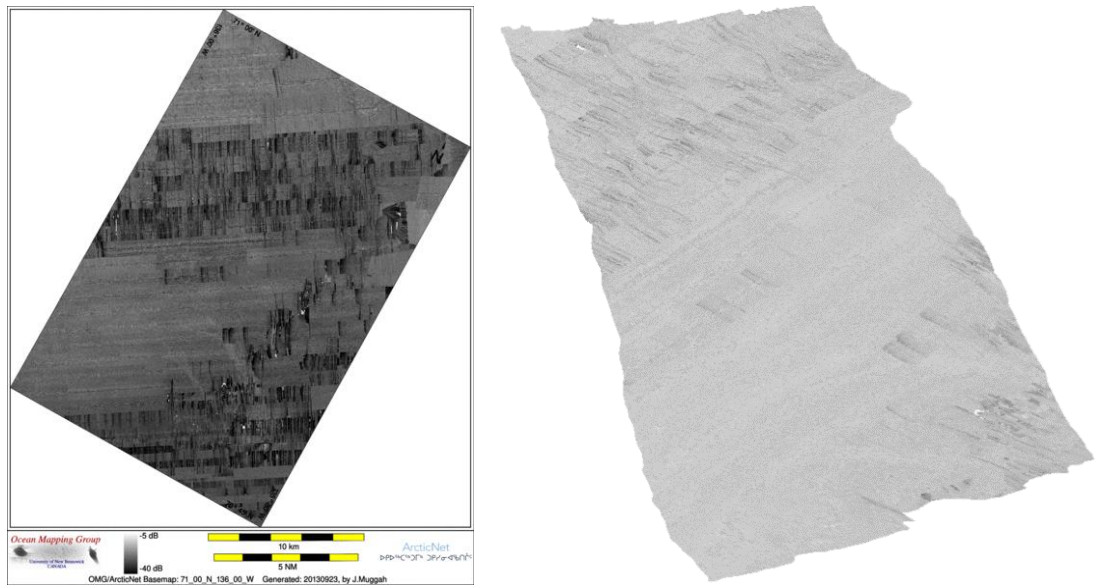 71° 00' N
-5 dB
-40 dB
Ocean Mapping Group
University of New Brunswick
CANADA
10 km
5 NM
ArcticNet
OMG/ArcticNet Basemap: 71_00_N_136_00_W Generated: 20130923, by J.Muggah